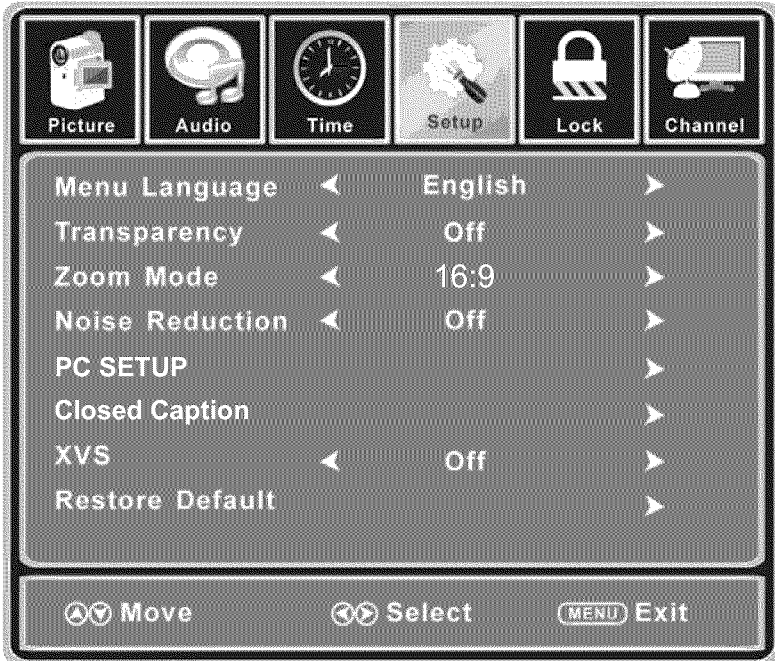 Picture Audio Time Setup Lock Channel
Menu Language English
Transparency Off
Zoom Mode 16:9
Noise Reduction Off
PC SETUP
Closed Caption
XVS Off
Restore Default
Move Select MENU Exit